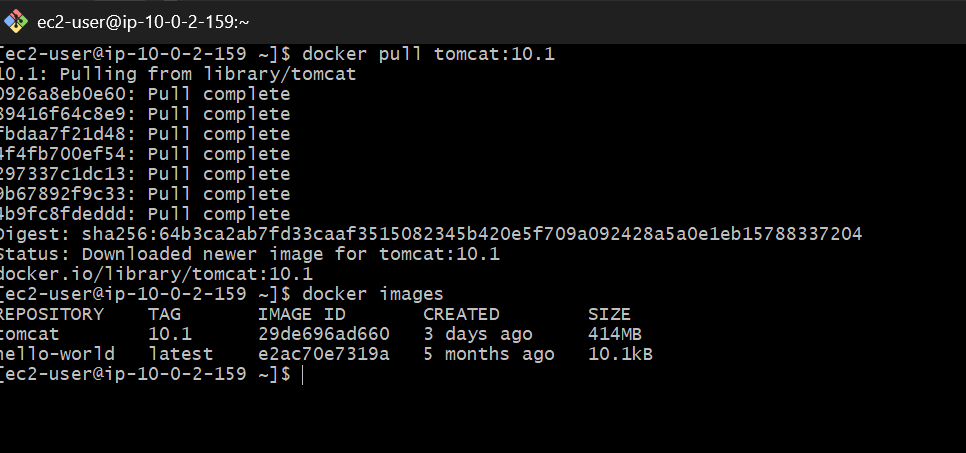 ec2-user@ip-10-0-2-159:~
[ec2-user@ip-10-0-2-159 ~]$ docker pull tomcat:10.1
10.1: Pulling from library/tomcat
0926a8eb0e60: Pull complete
89416f64c8e9: Pull complete
fbdaa7f21d48: Pull complete
4f4fb700ef54: Pull complete
297337c1dc13: Pull complete
9b67892f9c33: Pull complete
4b9fc8fdeddd: Pull complete
Digest: sha256:64b3ca2ab7fd33caaf3515082345b420e5f709a092428a5a0e1eb15788337204
Status: Downloaded newer image for tomcat:10.1
docker.io/library/tomcat:10.1
[ec2-user@ip-10-0-2-159 ~]$ docker images
REPOSITORY    TAG       IMAGE ID       CREATED        SIZE
tomcat        10.1      29de696ad660   3 days ago     414MB
hello-world   latest    e2ac70e7319a   5 months ago   10.1kB
[ec2-user@ip-10-0-2-159 ~]$